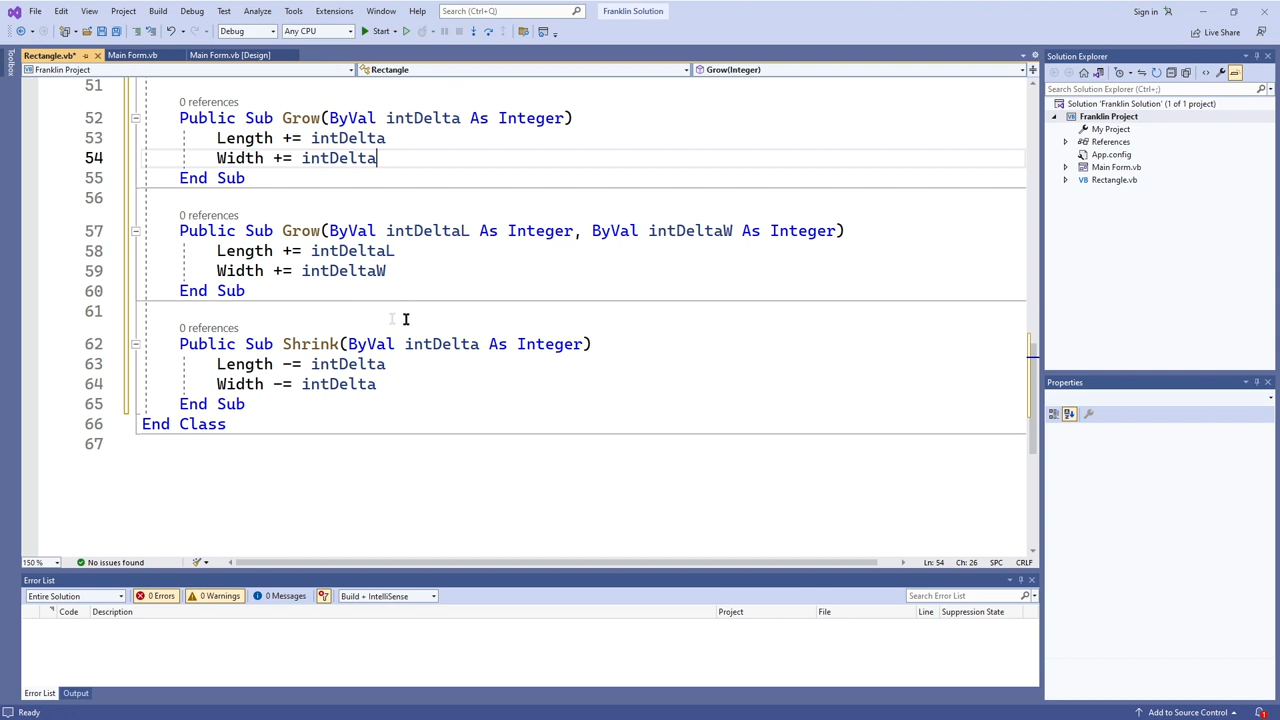 File Edit View Project Build Debug Test Analyze Tools Extensions Window Help Search (Ctrl+Q) Franklin Solution Sign in
Debug Any CPU Start Live Share
Toolbox
Rectangle.vb* Main Form.vb Main Form.vb [Design]
Franklin Project Rectangle Grow(Integer)
51
0 references
52 Public Sub Grow(ByVal intDelta As Integer)
53 Length += intDelta
54 Width += intDelta
55 End Sub
56
0 references
57 Public Sub Grow(ByVal intDeltaL As Integer, ByVal intDeltaW As Integer)
58 Length += intDeltaL
59 Width += intDeltaW
60 End Sub
61
0 references
62 Public Sub Shrink(ByVal intDelta As Integer)
63 Length -= intDelta
64 Width -= intDelta
65 End Sub
66 End Class
67
150 % No issues found Ln: 54 Ch: 26 SPC CRLF
Error List
Entire Solution 0 Errors 0 Warnings 0 Messages Build + IntelliSense Search Error List
Code Description Project File Line Suppression State
Error List Output
Ready Add to Source Control 1
Solution Explorer
Search Solution Explorer (Ctrl+;)
Solution 'Franklin Solution' (1 of 1 project)
Franklin Project
My Project
References
App.config
Main Form.vb
VB Rectangle.vb
Properties